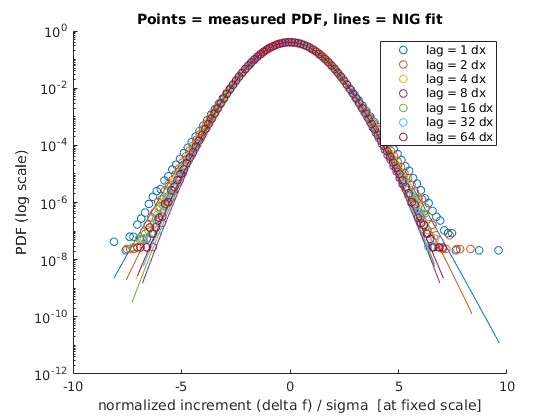 Points = measured PDF, lines = NIG fit
10^0
10^-2
10^-4
10^-6
10^-8
10^-10
10^-12
PDF (log scale)
lag = 1 dx
lag = 2 dx
lag = 4 dx
lag = 8 dx
lag = 16 dx
lag = 32 dx
lag = 64 dx
-10 -5 0 5 10
normalized increment (delta f) / sigma [at fixed scale]